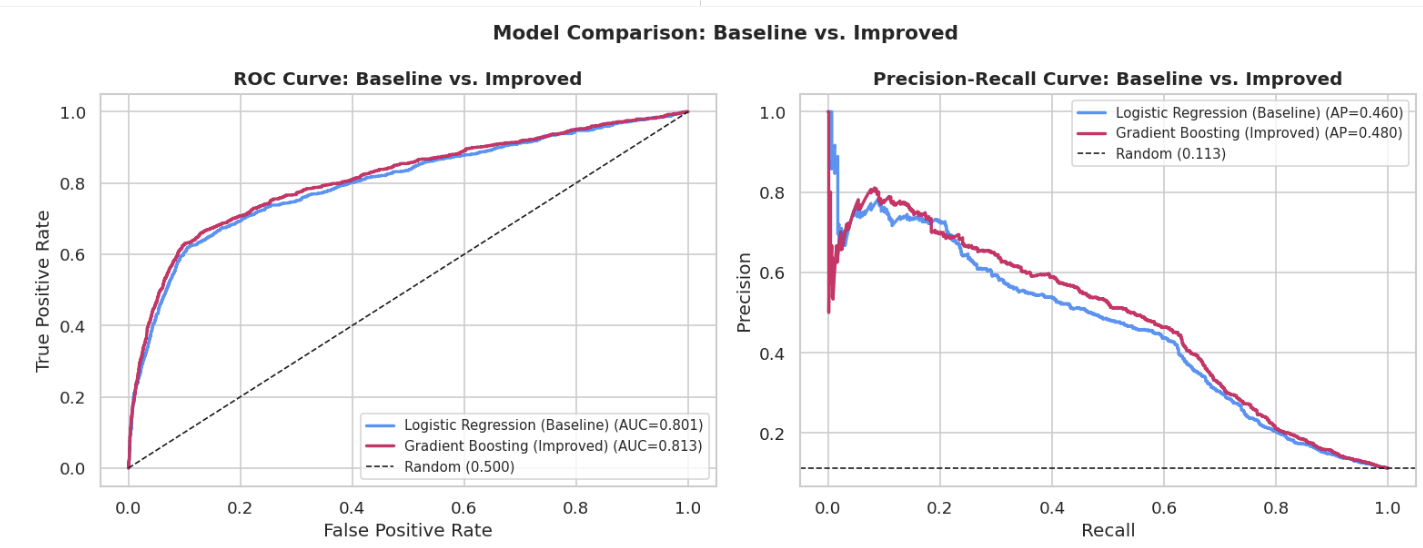 Model Comparison: Baseline vs. Improved
ROC Curve: Baseline vs. Improved
True Positive Rate
1.0
0.8
0.6
0.4
0.2
0.0
Logistic Regression (Baseline) (AUC=0.801)
Gradient Boosting (Improved) (AUC=0.813)
Random (0.500)
0.0 0.2 0.4 0.6 0.8 1.0
False Positive Rate
Precision-Recall Curve: Baseline vs. Improved
Precision
1.0
0.8
0.6
0.4
0.2
Logistic Regression (Baseline) (AP=0.460)
Gradient Boosting (Improved) (AP=0.480)
Random (0.113)
0.0 0.2 0.4 0.6 0.8 1.0
Recall